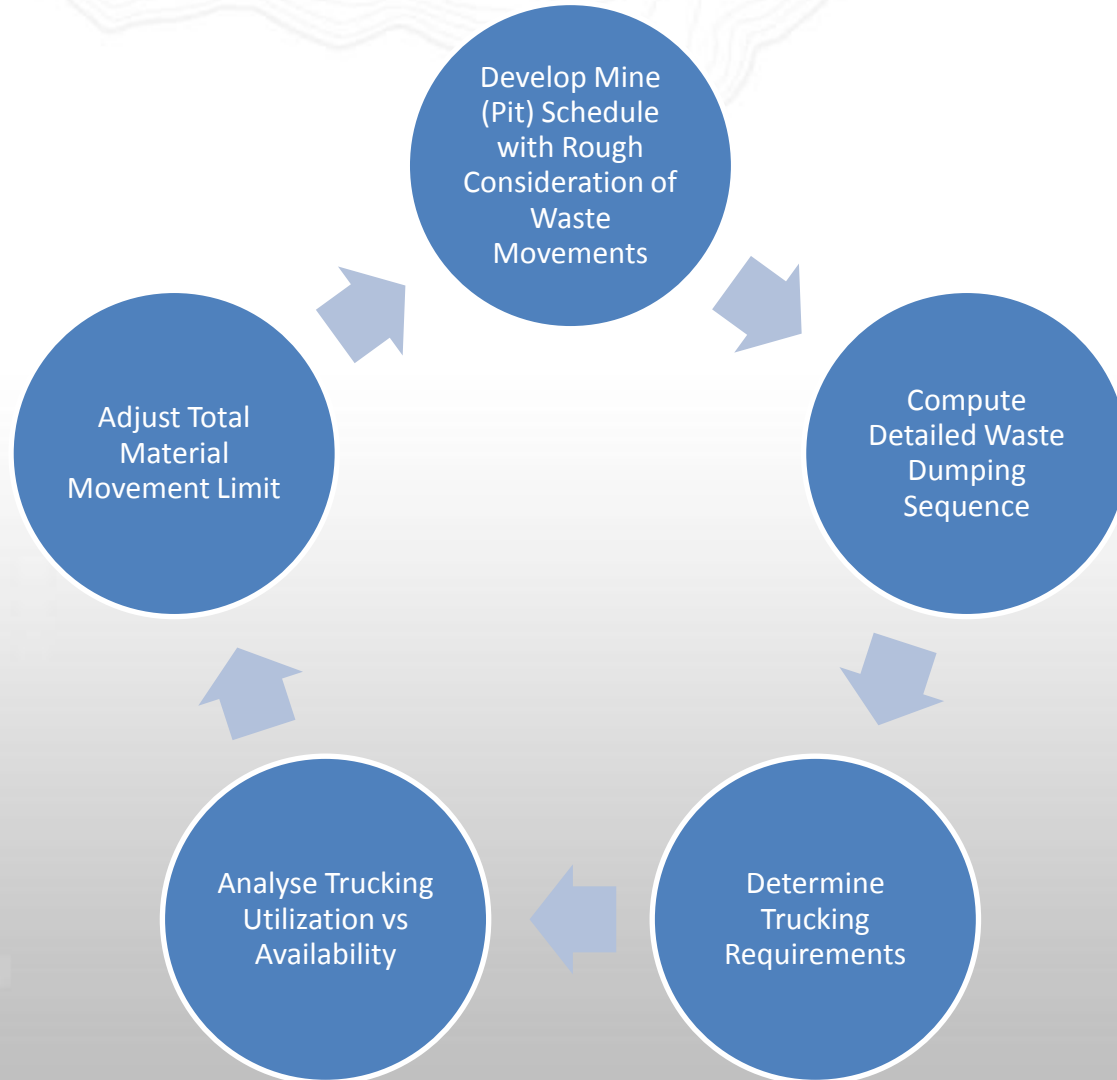 Develop Mine
(Pit) Schedule
with Rough
Consideration of
Waste
Movements
Compute
Detailed Waste
Dumping
Sequence
Determine
Trucking
Requirements
Analyse Trucking
Utilization vs
Availability
Adjust Total
Material
Movement Limit